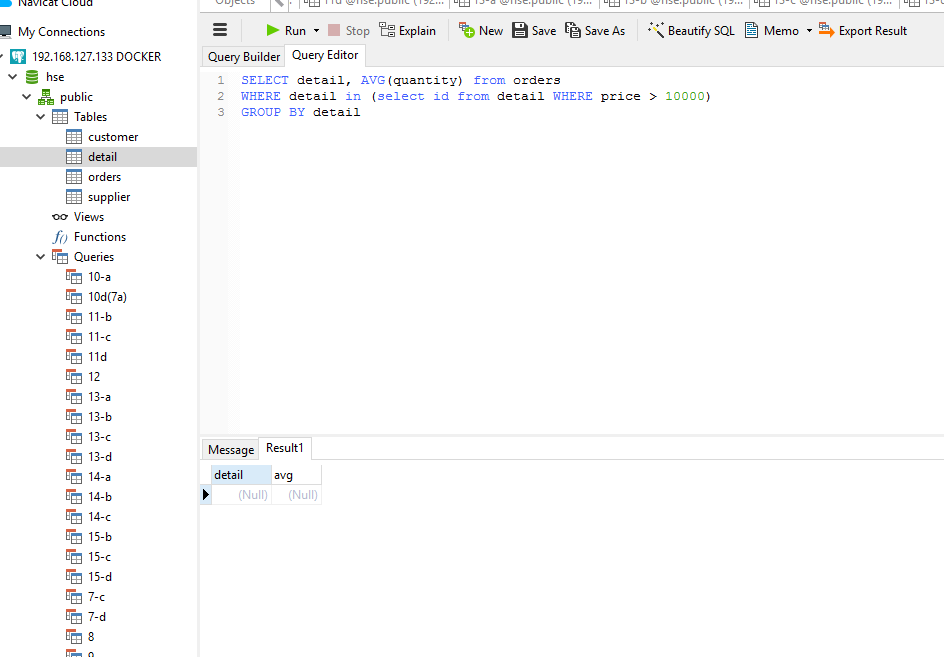 Navicat Cloud
Objects
11d @hse.public (192...
13-a @hse.public (19...
13-b @hse.public (19...
13-c @hse.public (19...
My Connections
Run
Stop
Explain
New
Save
Save As
Beautify SQL
Memo
Export Result
192.168.127.133 DOCKER
hse
public
Tables
customer
detail
orders
supplier
Views
Functions
Queries
10-a
10d(7a)
11-b
11-c
11d
12
13-a
13-b
13-c
13-d
14-a
14-b
14-c
15-b
15-c
15-d
7-c
7-d
8
9
Query Builder
Query Editor
1 SELECT detail, AVG(quantity) from orders
2 WHERE detail in (select id from detail WHERE price > 10000)
3 GROUP BY detail
Message
Result1
detail avg
(Null) (Null)